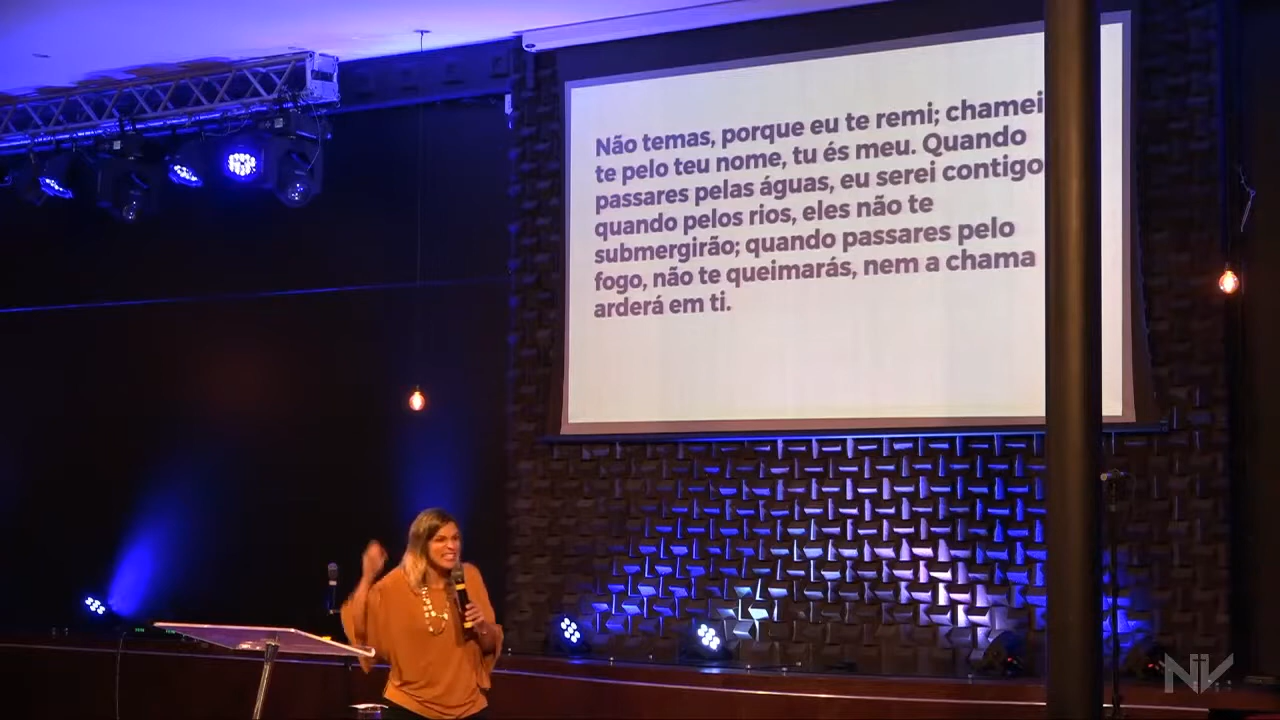 Não temas, porque eu te remi; chamei
te pelo teu nome, tu és meu. Quando
passares pelas águas, eu serei contigo
quando pelos rios, eles não te
submergirão; quando passares pelo
fogo, não te queimarás, nem a chama
arderá em ti.